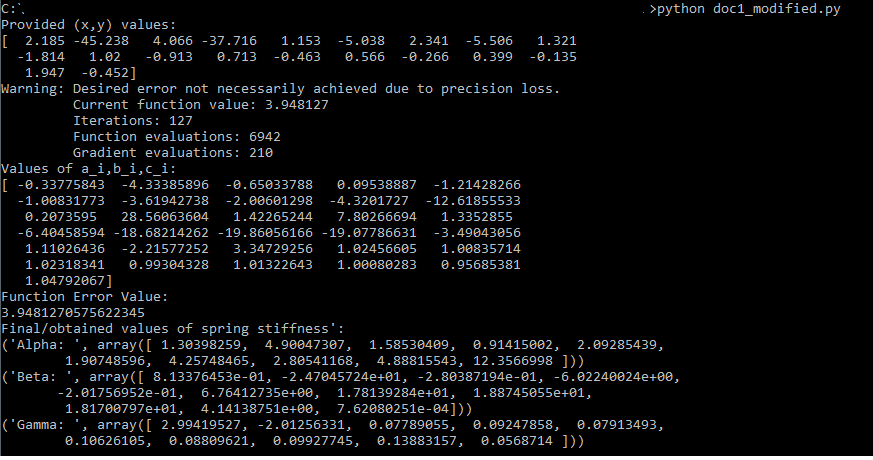 C:\ .>python doc1_modified.py
Provided (x,y) values:
[  2.185 -45.238   4.066 -37.716   1.153  -5.038   2.341  -5.506   1.321
  -1.814   1.02   -0.913   0.713  -0.463   0.566  -0.266   0.399  -0.135
   1.947  -0.452]
Warning: Desired error not necessarily achieved due to precision loss.
         Current function value: 3.948127
         Iterations: 127
         Function evaluations: 6942
         Gradient evaluations: 210
Values of a_i,b_i,c_i:
[ -0.33775843  -4.33385896  -0.65033788   0.09538887  -1.21428266
  -1.00831773  -3.61942738  -2.00601298  -4.3201727  -12.61855533
   0.2073595   28.56063604   1.42265244   7.80266694   1.3352855
  -6.40458594 -18.68214262 -19.86056166 -19.07786631  -3.49043056
   1.11026436  -2.21577252   3.34729256   1.02456605   1.00835714
   1.02318341   0.99304328   1.01322643   1.00080283   0.95685381
   1.04792067]
Function Error Value:
3.9481270575622345
Final/obtained values of spring stiffness':
('Alpha: ', array([ 1.30398259,  4.90047307,  1.58530409,  0.91415002,  2.09285439,
        1.90748596,  4.25748465,  2.80541168,  4.88815543, 12.3566998 ]))
('Beta: ', array([ 8.13376453e-01, -2.47045724e+01, -2.80387194e-01, -6.02240024e+00,
       -2.01756952e-01,  6.76412735e+00,  1.78139284e+01,  1.88745055e+01,
        1.81700797e+01,  4.14138751e+00,  7.62080251e-04]))
('Gamma: ', array([ 2.99419527, -2.01256331,  0.07789055,  0.09247858,  0.07913493,
        0.10626105,  0.08809621,  0.09927745,  0.13883157,  0.0568714 ]))